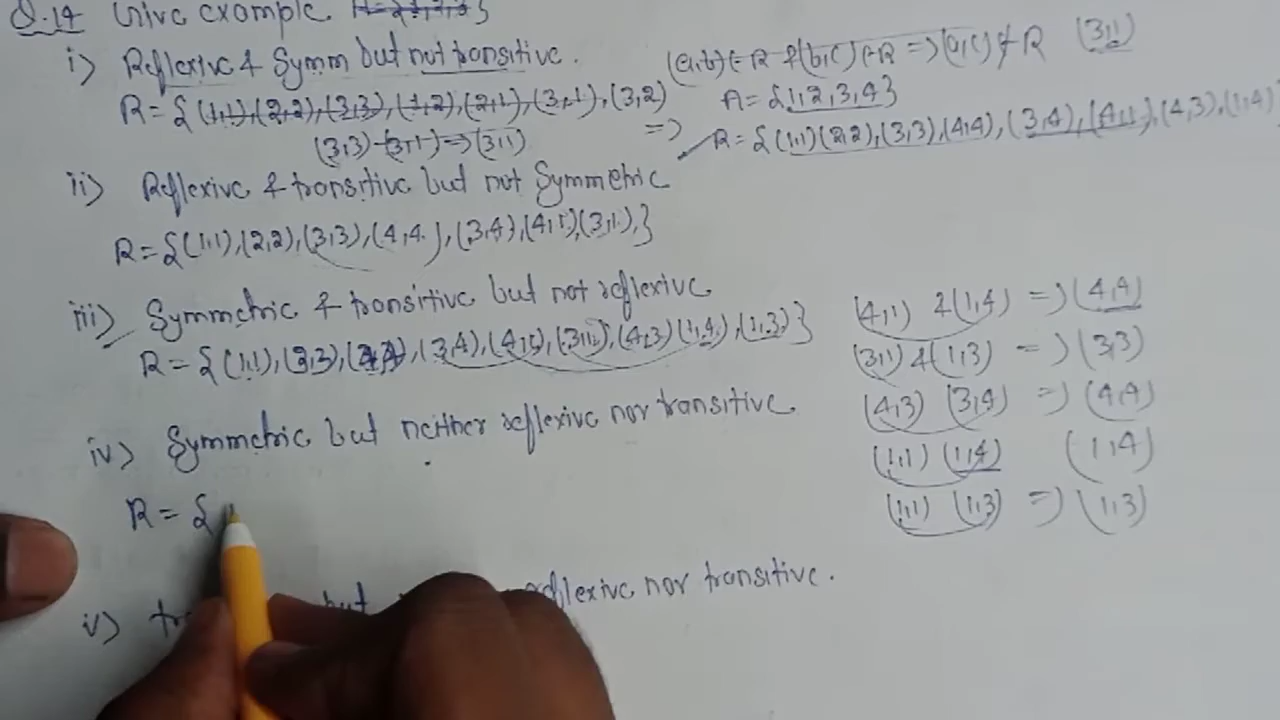 Q.14 Give example A={1,2,3}
i) Reflexive & Symm but not transitive.
(a,b)∈R &(b,c)∈R =>(a,c)∉R (3,1)
R={(1,1),(2,2),(3,3),(1,2),(2,1),(3,1),(3,2)
A={1,2,3,4}
(3,3)-(3,1)=>(3,1)
=> R={(1,1)(2,2),(3,3),(4,4),(3,4),(4,1),(4,3),(1,4)
ii) Reflexive & transitive but not Symmetric
R={(1,1),(2,2),(3,3),(4,4),(3,4),(4,1),(3,1),}
iii) Symmetric & transitive but not reflexive
R={(1,1),(3,3),(4,4),(3,4),(4,1),(3,1),(4,3)(1,4),(1,3)}
(4,1) &(1,4) =>(4,4)
(3,1) &(1,3) =>(3,3)
(4,3) (3,4) =>(4,4)
(1,1) (1,4) (1,4)
(1,1) (1,3) =>(1,3)
iv) Symmetric but neither reflexive nor transitive.
R={
v) but reflexive nor transitive.